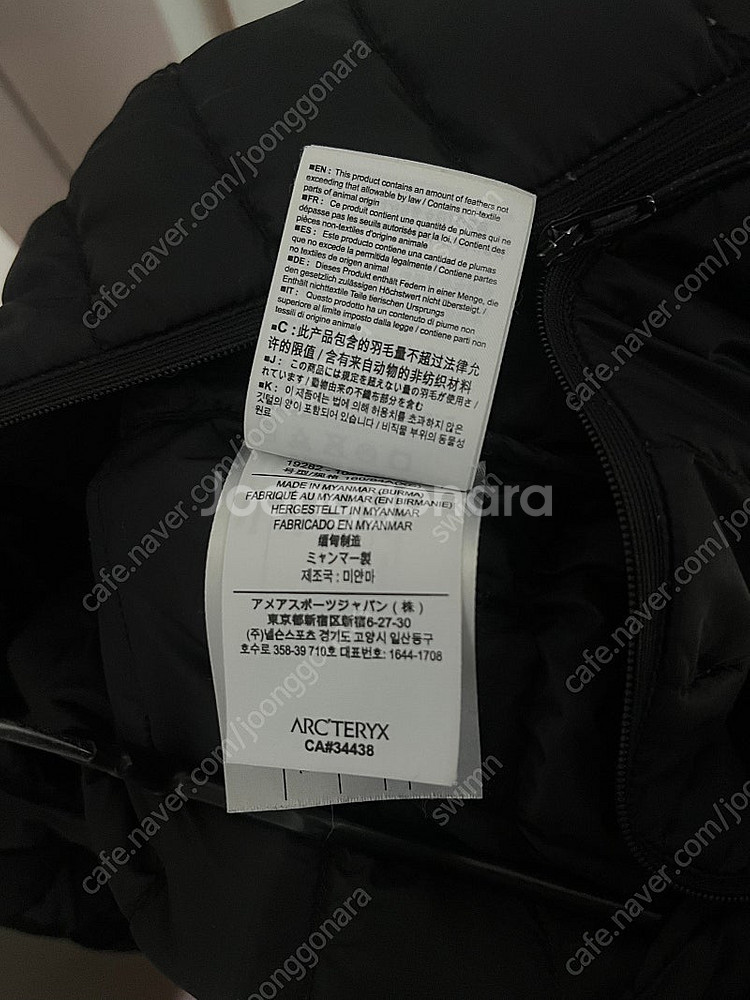 ■EN : This product contains an amount of feathers not
exceeding that allowable by law / Contains non-textile
parts of animal origin
■FR : Ce produit contient une quantité de plumes qui ne
dépasse pas les seuils autorisés par la loi. / Contient des
pièces non-textiles d'origine animale
■ES : Este producto contiene una cantidad de plumas
que no excede la permitida legalmente / Contiene partes
no textiles de origen animal
■DE : Dieses Produkt enthält Federn in einer Menge, die
den gesetzlich zulässigen Höchstwert nicht übersteigt. /
Enthält nichttextile Teile tierischen Ursprungs
■IT : Questo prodotto ha un contenuto di piume non
superiore al limite imposto dalla legge / contiene parti non
tessili di origine animale
■C : 此产品包含的羽毛量不超过法律允
许的限值 / 含有来自动物的非纺织材料
■J : この商品には規定を超えない量の羽毛が使用さ
れています / 動物由来の不織布部分を含む
■K : 이 제품에는 법에 의해 허용치를 초과하지 않은
깃털의 양이 포함되어 있습니다 / 비직물 부위의 동물성
원료
MADE IN MYANMAR (BURMA)
FABRIQUÉ AU MYANMAR (EN BIRMANIE)
HERGESTELLT IN MYANMAR
FABRICADO EN MYANMAR
缅甸制造
ミャンマー製
제조국 : 미얀마
アメアスポーツジャパン(株)
東京都新宿区新宿6-27-30
(주)넬슨스포츠 경기도 고양시 일산동구
호수로 358-39 710호 대표번호: 1644-1708
ARC'TERYX
CA#34438
Joonggonara
cafe.naver.com/joonggonara
swimn